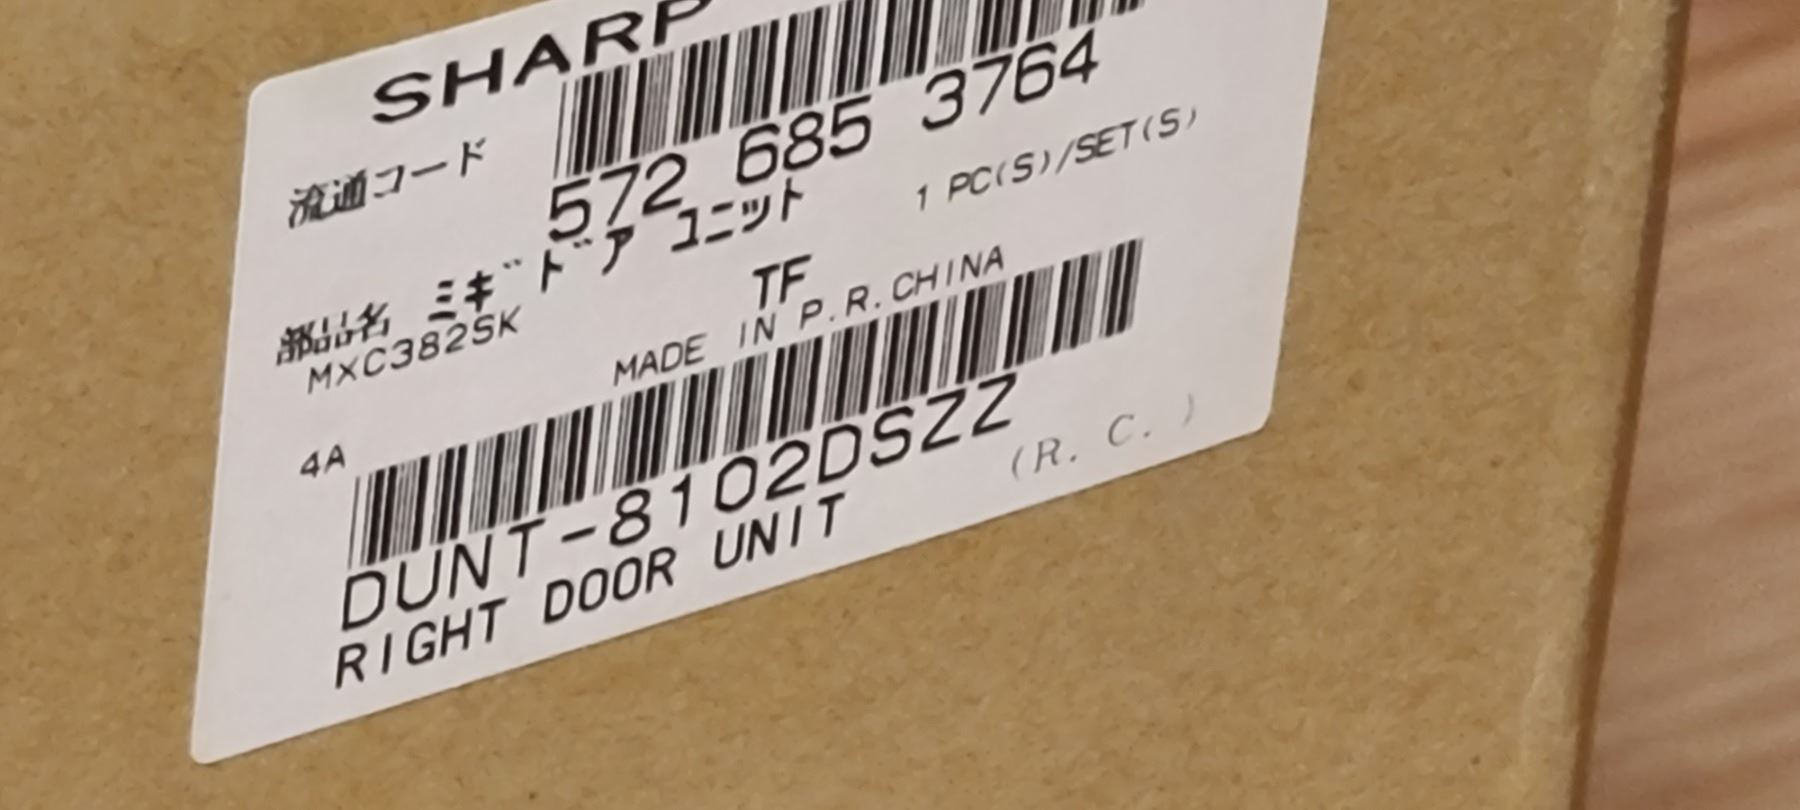 SHARP
流通コード
572 685 3764
部品名 ミギドア ユニット 1 PC(S)/SET(S)
MXC382SK TF
MADE IN P.R.CHINA
4A
DUNT-8102DSZZ
RIGHT DOOR UNIT (R. C. )